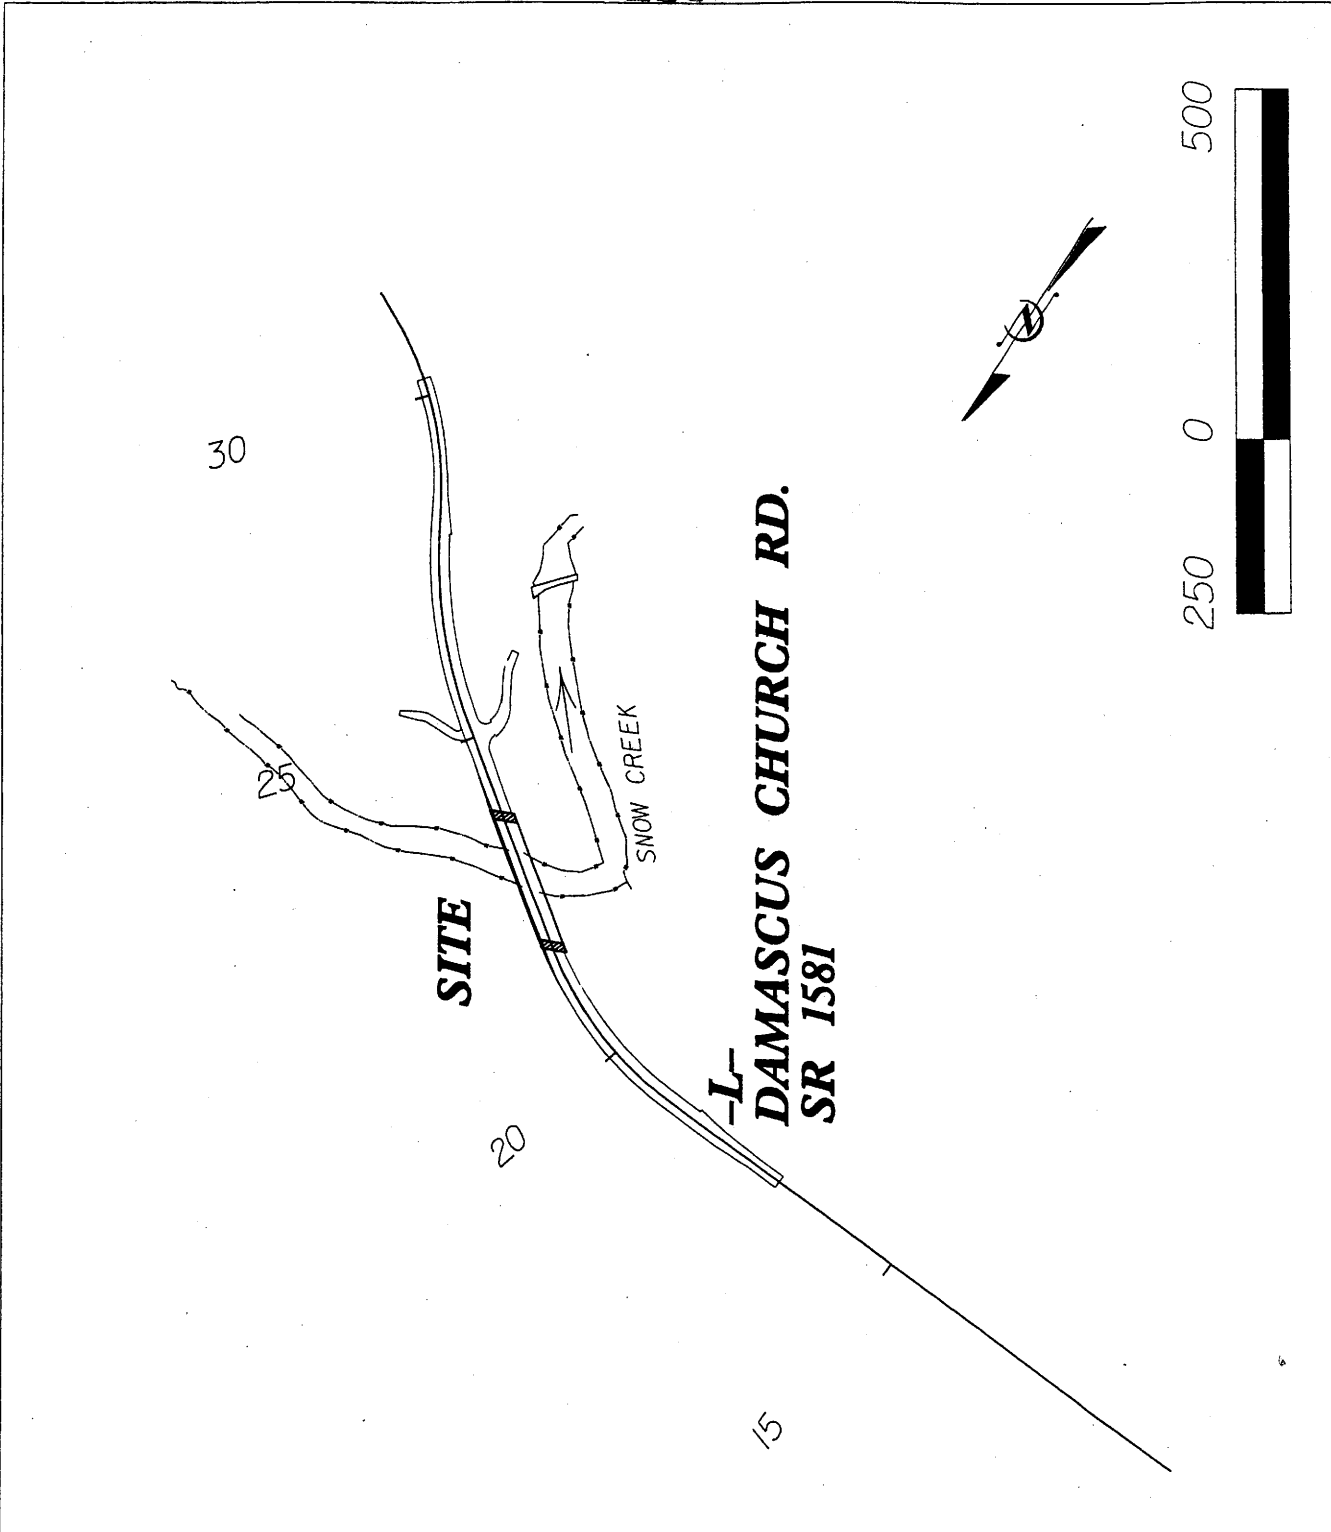 30
25
SITE
20
15
SNOW CREEK
-L-
DAMASCUS CHURCH RD.
SR 1581
N
250 0 500